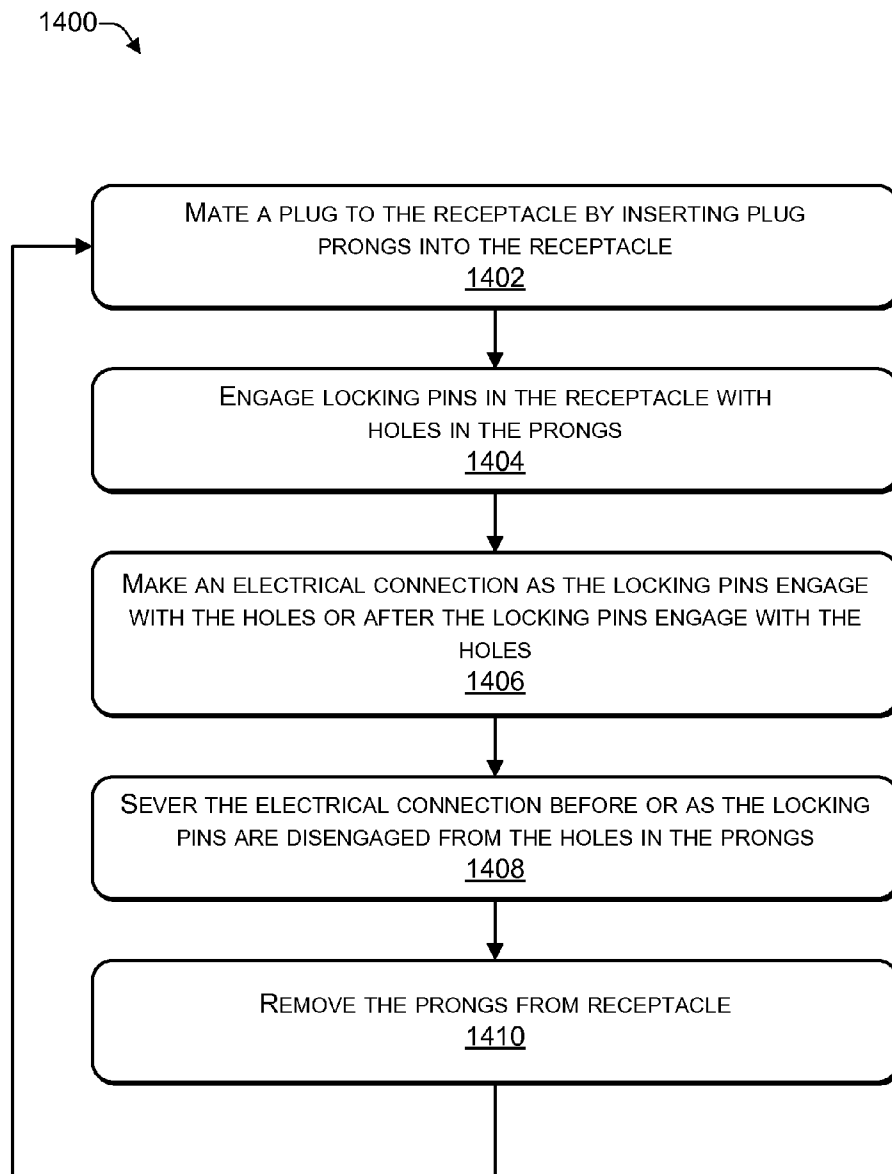 1400
MATE A PLUG TO THE RECEPTACLE BY INSERTING PLUG
PRONGS INTO THE RECEPTACLE
1402
ENGAGE LOCKING PINS IN THE RECEPTACLE WITH
HOLES IN THE PRONGS
1404
MAKE AN ELECTRICAL CONNECTION AS THE LOCKING PINS ENGAGE
WITH THE HOLES OR AFTER THE LOCKING PINS ENGAGE WITH THE
HOLES
1406
SEVER THE ELECTRICAL CONNECTION BEFORE OR AS THE LOCKING
PINS ARE DISENGAGED FROM THE HOLES IN THE PRONGS
1408
REMOVE THE PRONGS FROM RECEPTACLE
1410